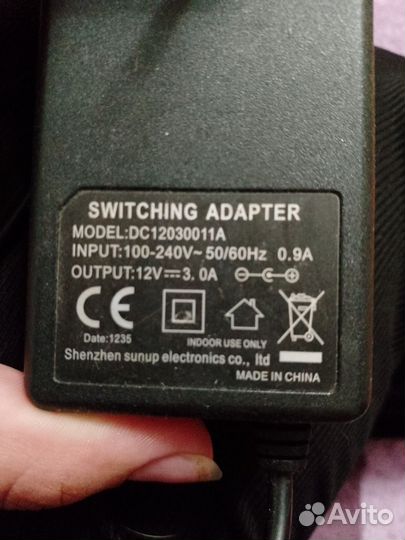 SWITCHING ADAPTER
MODEL:DC12030011A
INPUT:100-240V~ 50/60Hz 0.9A
OUTPUT:12V⎓3.0A
CE
Date:1235
INDOOR USE ONLY
Shenzhen sunup electronics co., ltd
MADE IN CHINA
Avito